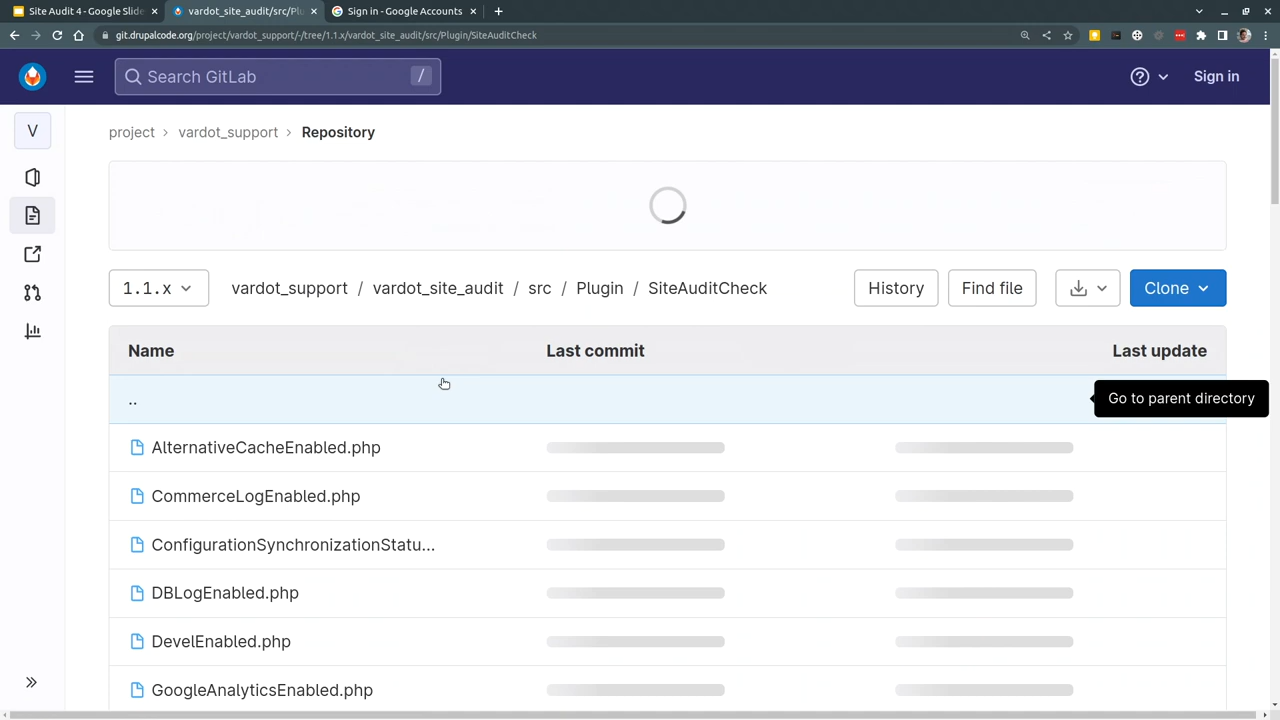 Site Audit 4 - Google Slide
vardot_site_audit/src/Plu
Sign in - Google Accounts
git.drupalcode.org/project/vardot_support/-/tree/1.1.x/vardot_site_audit/src/Plugin/SiteAuditCheck
Search GitLab /
Sign in
V
project › vardot_support › Repository
1.1.x
vardot_support / vardot_site_audit / src / Plugin / SiteAuditCheck
History
Find file
Clone
Name Last commit Last update
..
Go to parent directory
AlternativeCacheEnabled.php
CommerceLogEnabled.php
ConfigurationSynchronizationStatu...
DBLogEnabled.php
DevelEnabled.php
GoogleAnalyticsEnabled.php